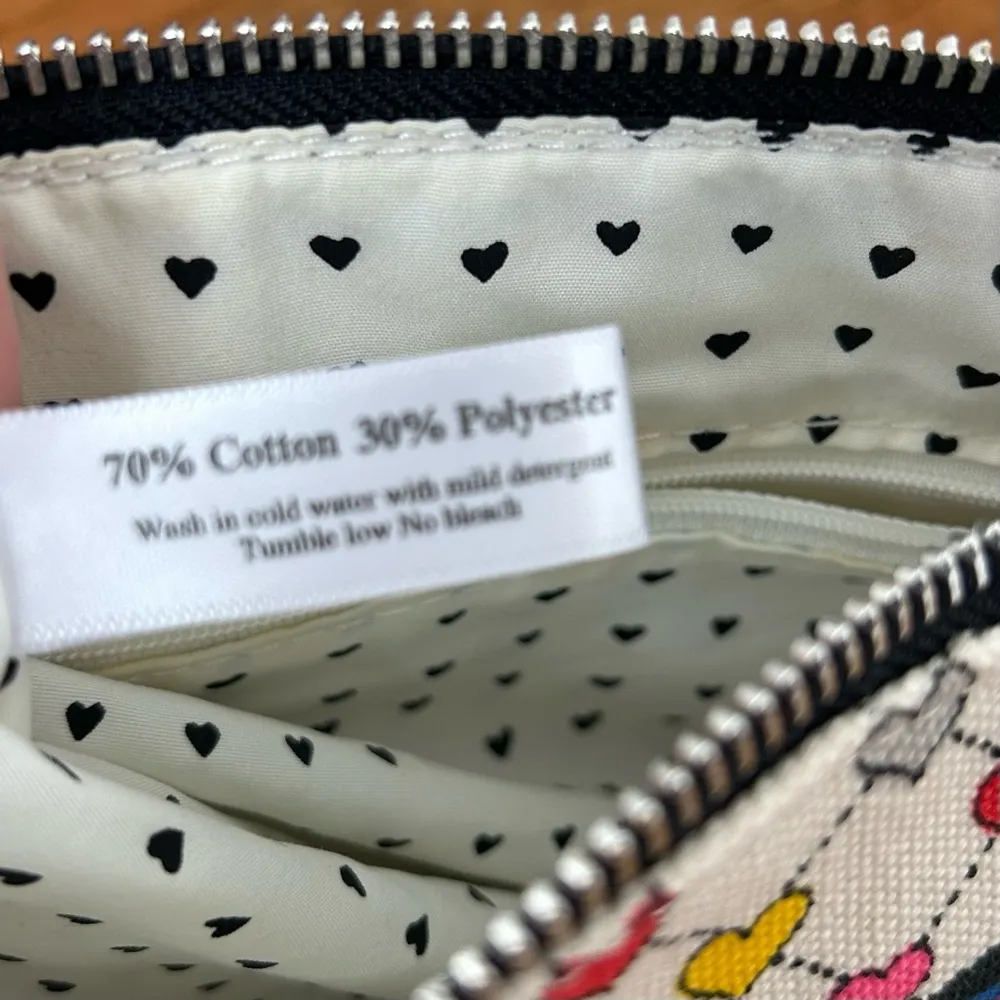 70% Cotton 30% Polyester
Wash in cold water with mild detergent
Tumble low No bleach